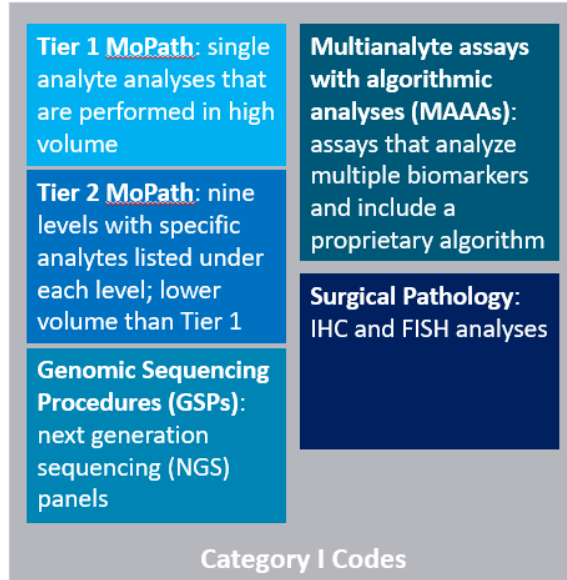 Tier 1 MoPath: single
analyte analyses that
are performed in high
volume
Tier 2 MoPath: nine
levels with specific
analytes listed under
each level; lower
volume than Tier 1
Genomic Sequencing
Procedures (GSPs):
next generation
sequencing (NGS)
panels
Multianalyte assays
with algorithmic
analyses (MAAAs):
assays that analyze
multiple biomarkers
and include a
proprietary algorithm
Surgical Pathology:
IHC and FISH analyses
Category I Codes